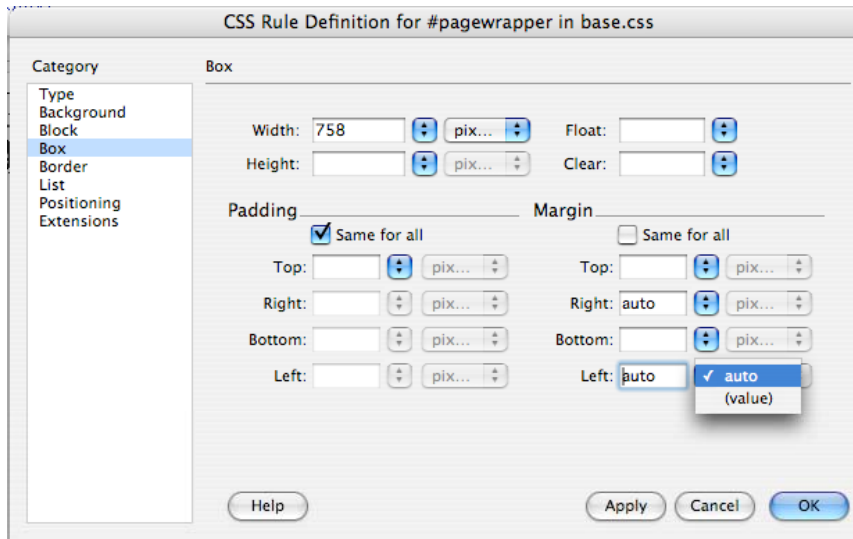 CSS Rule Definition for #pagewrapper in base.css
Category
Box
Type
Background
Block
Box
Border
List
Positioning
Extensions
Width: 758 pix... Float:
Height: pix... Clear:
Padding Margin
Same for all Same for all
Top: pix... Top: pix...
Right: pix... Right: auto pix...
Bottom: pix... Bottom: pix...
Left: pix... Left: auto ✓ auto
(value)
Help Apply Cancel OK